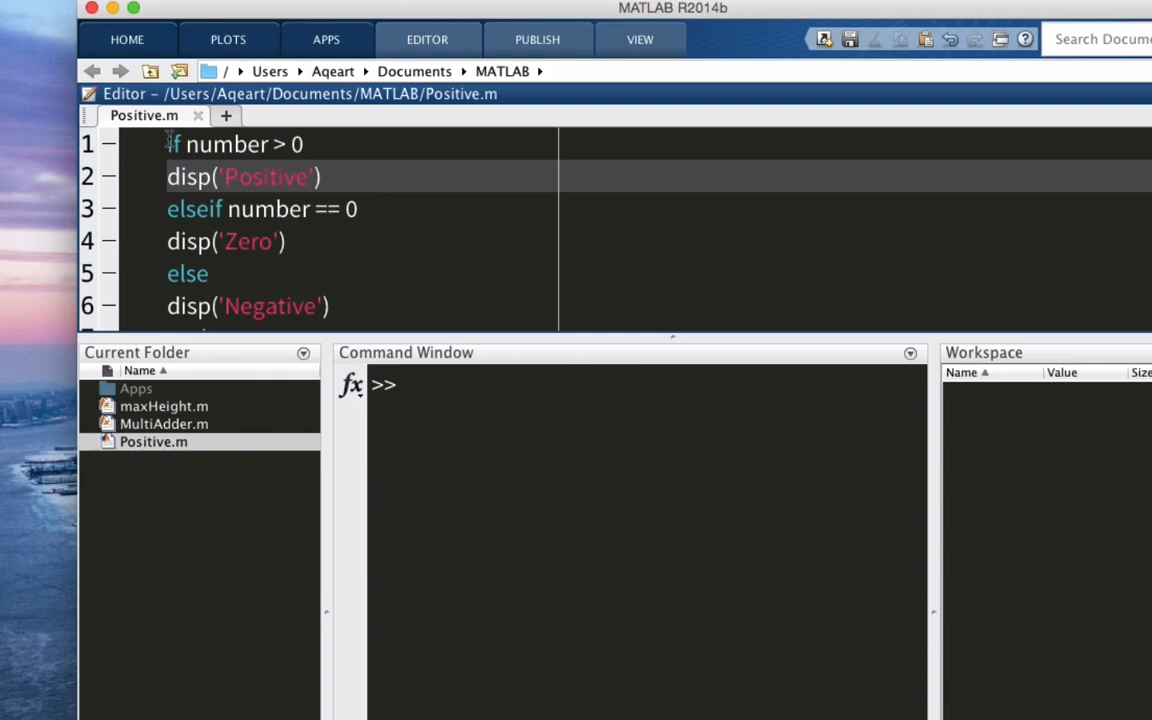 MATLAB R2014b
HOME PLOTS APPS EDITOR PUBLISH VIEW
Search Docume
/ Users Aqeart Documents MATLAB
Editor – /Users/Aqeart/Documents/MATLAB/Positive.m
Positive.m × +
1 – if number > 0
2 – disp('Positive')
3 – elseif number == 0
4 – disp('Zero')
5 – else
6 – disp('Negative')
Current Folder
Name
Apps
maxHeight.m
MultiAdder.m
Positive.m
Command Window
fx >>
Workspace
Name Value Size